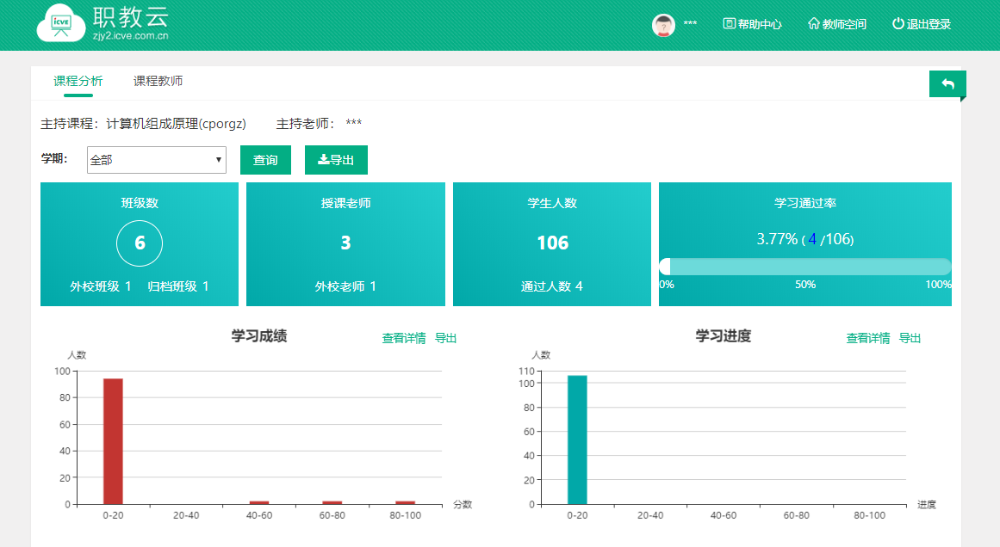 icve 职教云
zjy2.icve.com.cn
*** 帮助中心 教师空间 退出登录
课程分析 课程教师
主持课程：计算机组成原理(cporgz) 主持老师： ***
学期： 全部 查询 导出
班级数 授课老师 学生人数 学习通过率
6 3 106 3.77% ( 4 /106)
0% 50% 100%
外校班级 1 归档班级 1 外校老师 1 通过人数 4
学习成绩 查看详情 导出
人数
100
80
60
40
20
0
分数
0-20 20-40 40-60 60-80 80-100
学习进度 查看详情 导出
人数
110
100
80
60
40
20
0
进度
0-20 20-40 40-60 60-80 80-100